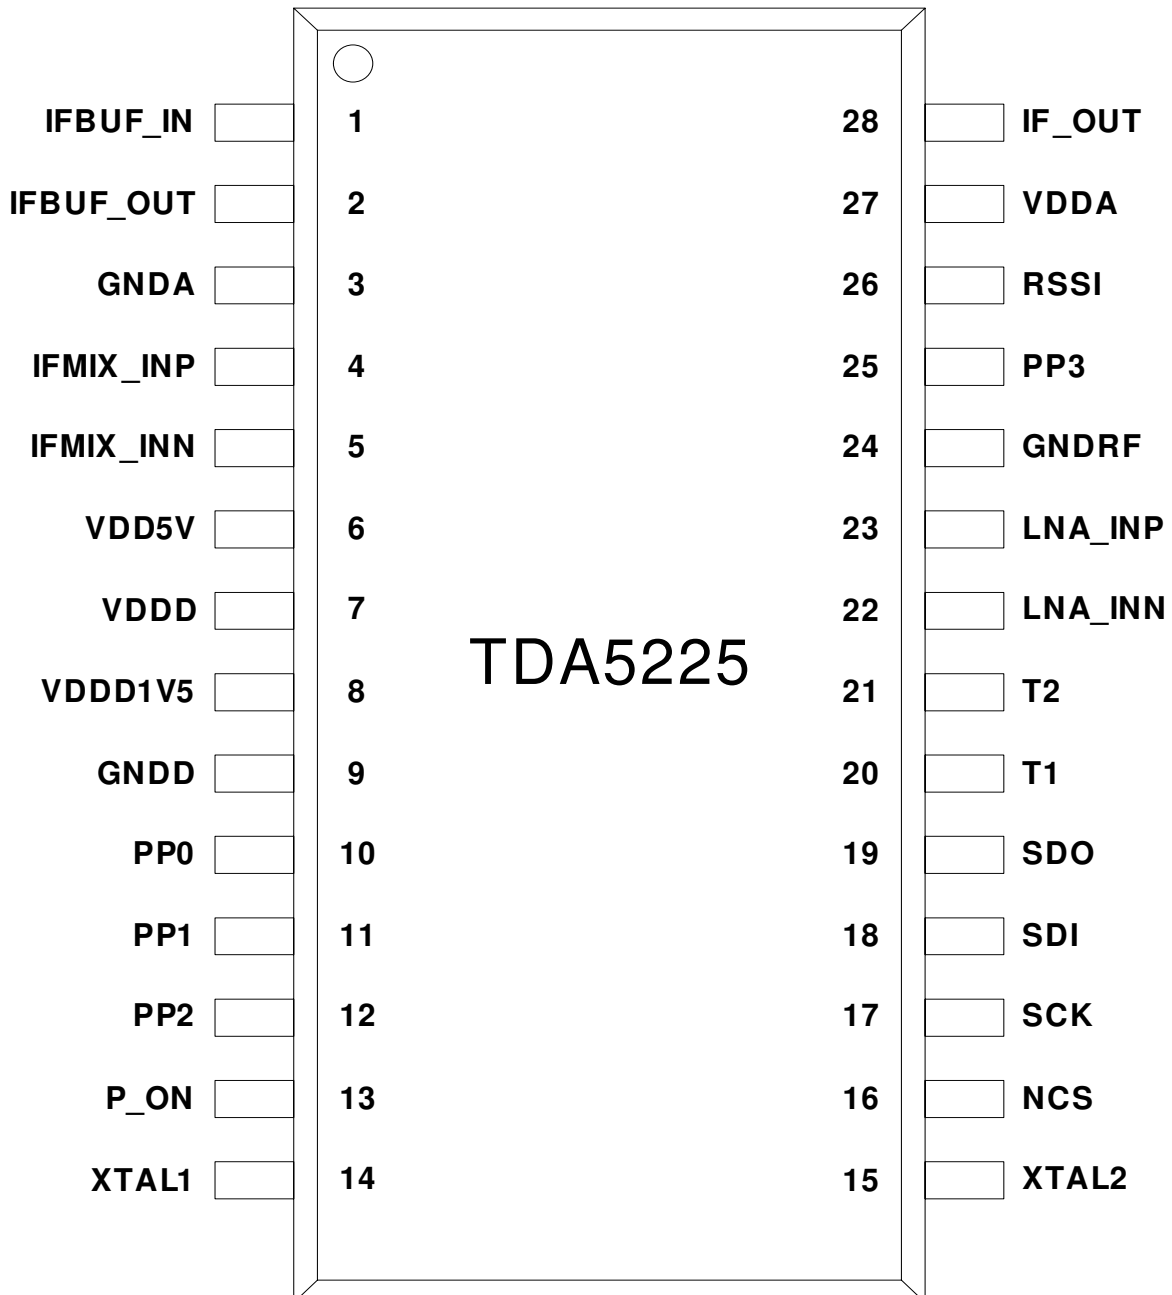 IFBUF_IN 1 28 IF_OUT
IFBUF_OUT 2 27 VDDA
GNDA 3 26 RSSI
IFMIX_INP 4 25 PP3
IFMIX_INN 5 24 GNDRF
VDD5V 6 23 LNA_INP
VDDD 7 22 LNA_INN
TDA5225
VDDD1V5 8 21 T2
GNDD 9 20 T1
PP0 10 19 SDO
PP1 11 18 SDI
PP2 12 17 SCK
P_ON 13 16 NCS
XTAL1 14 15 XTAL2